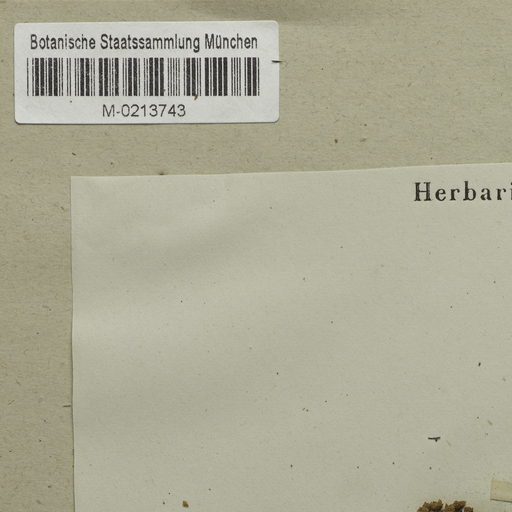 Botanische Staatssammlung München
M-0213743
Herbari